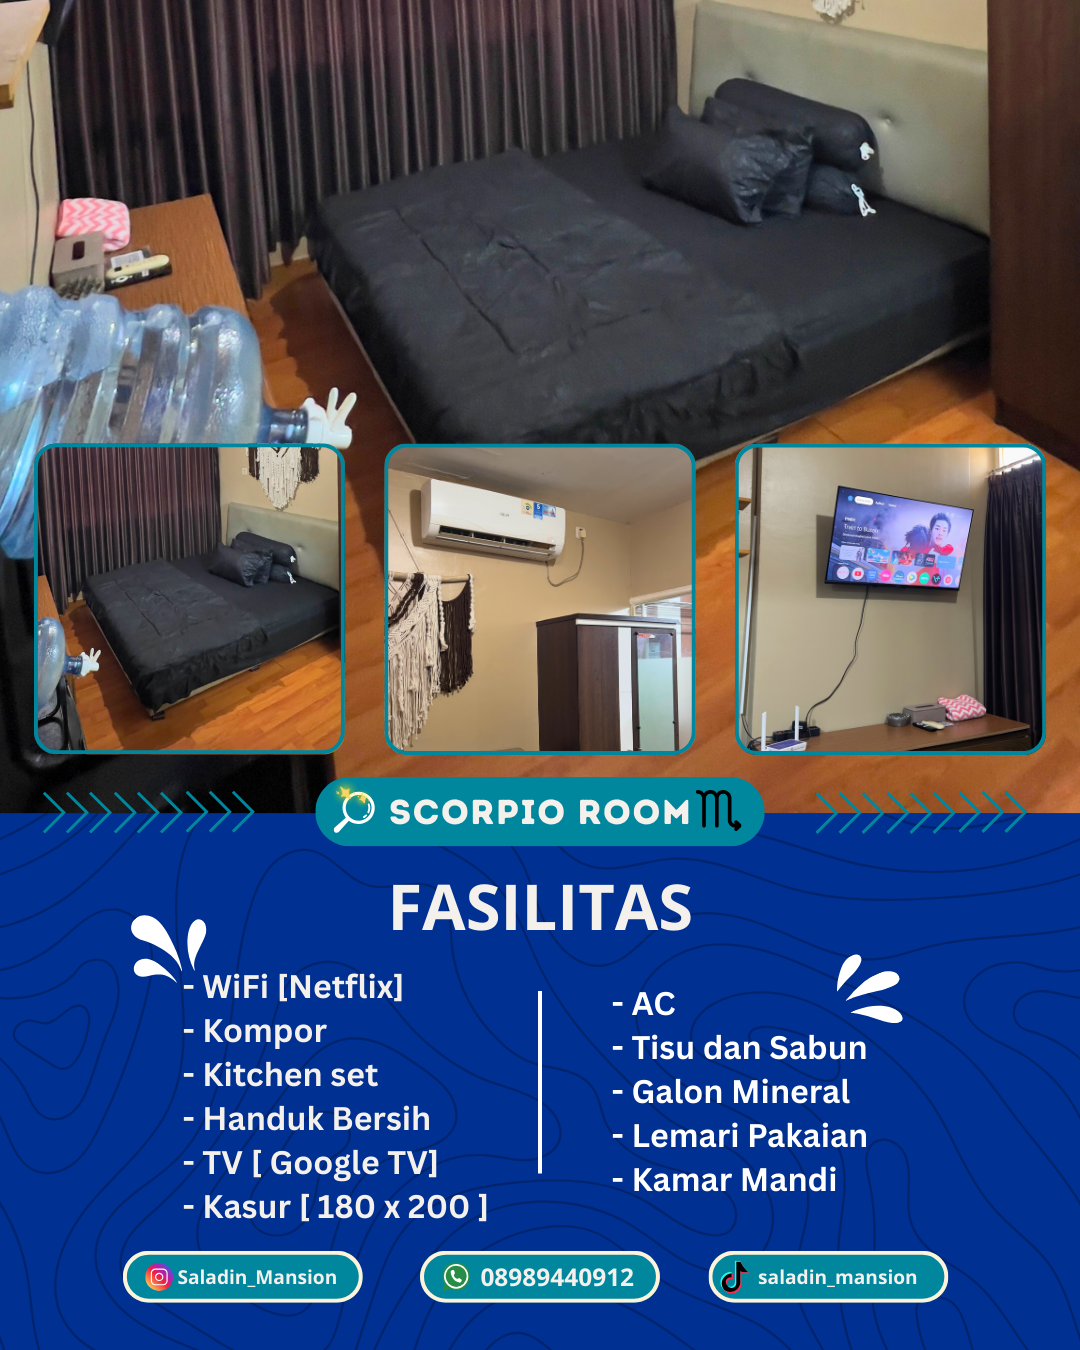 SCORPIO ROOM
FASILITAS
- WiFi [Netflix]
- Kompor
- Kitchen set
- Handuk Bersih
- TV [ Google TV]
- Kasur [ 180 x 200 ]
- AC
- Tisu dan Sabun
- Galon Mineral
- Lemari Pakaian
- Kamar Mandi
Saladin_Mansion
08989440912
saladin_mansion